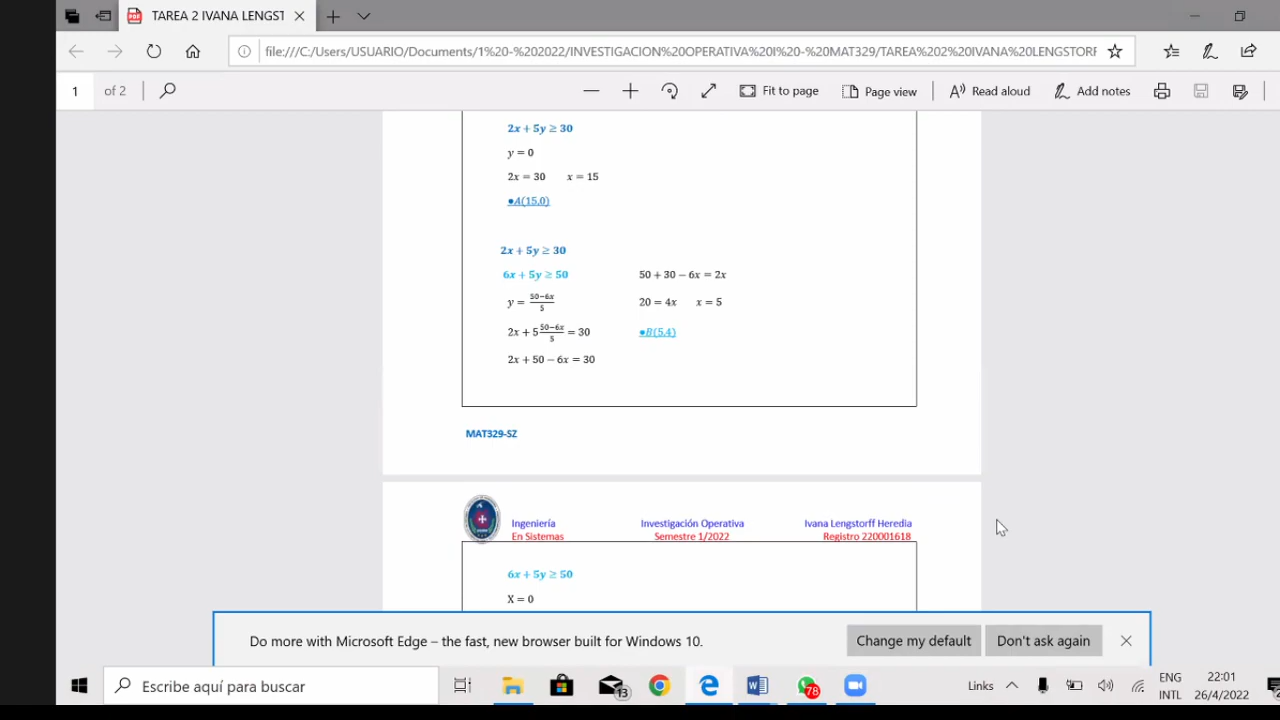 TAREA 2 IVANA LENGST
file:///C:/Users/USUARIO/Documents/1%20-%202022/INVESTIGACION%20OPERATIVA%20I%20-%20MAT329/TAREA%202%20IVANA%20LENGSTORF
1 of 2 Fit to page Page view Read aloud Add notes
2x + 5y ≥ 30
y = 0
2x = 30 x = 15
•A(15,0)
2x + 5y ≥ 30
6x + 5y ≥ 50 50 + 30 − 6x = 2x
y = (50−6x)/5 20 = 4x x = 5
2x + 5 (50−6x)/5 = 30 •B(5,4)
2x + 50 − 6x = 30
MAT329-SZ
Ingeniería Investigación Operativa Ivana Lengstorff Heredia
En Sistemas Semestre 1/2022 Registro 220001618
6x + 5y ≥ 50
X = 0
Do more with Microsoft Edge – the fast, new browser built for Windows 10. Change my default Don't ask again
Escribe aquí para buscar 13 78 Links ENG 22:01
INTL 26/4/2022